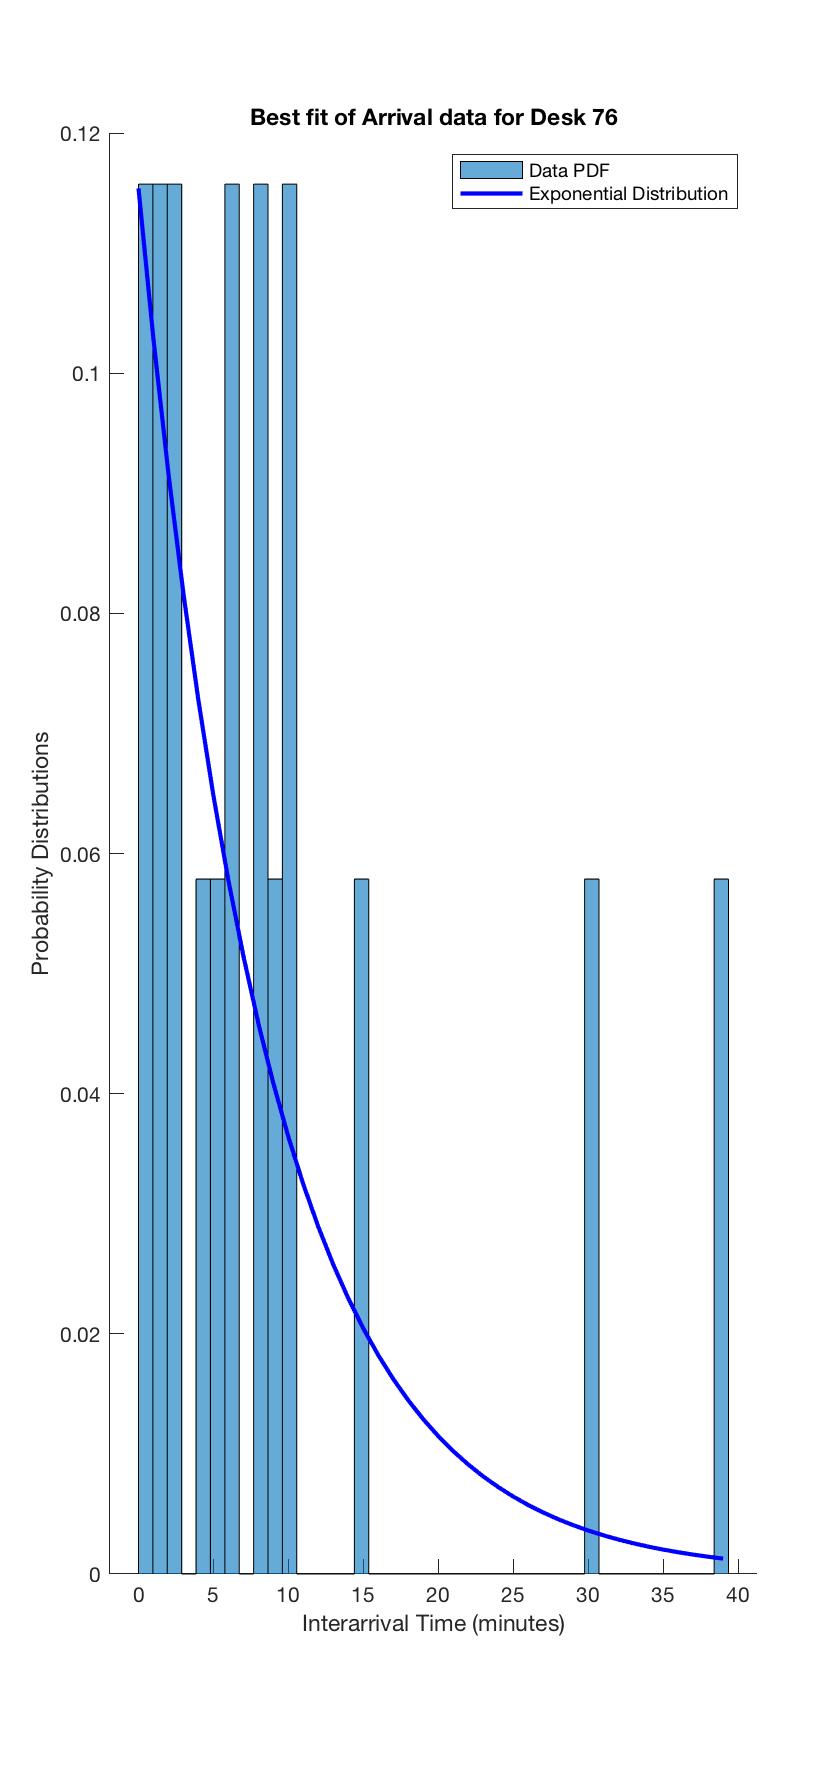 Best fit of Arrival data for Desk 76
Data PDF
Exponential Distribution
Probability Distributions
0.12
0.1
0.08
0.06
0.04
0.02
0
0 5 10 15 20 25 30 35 40
Interarrival Time (minutes)